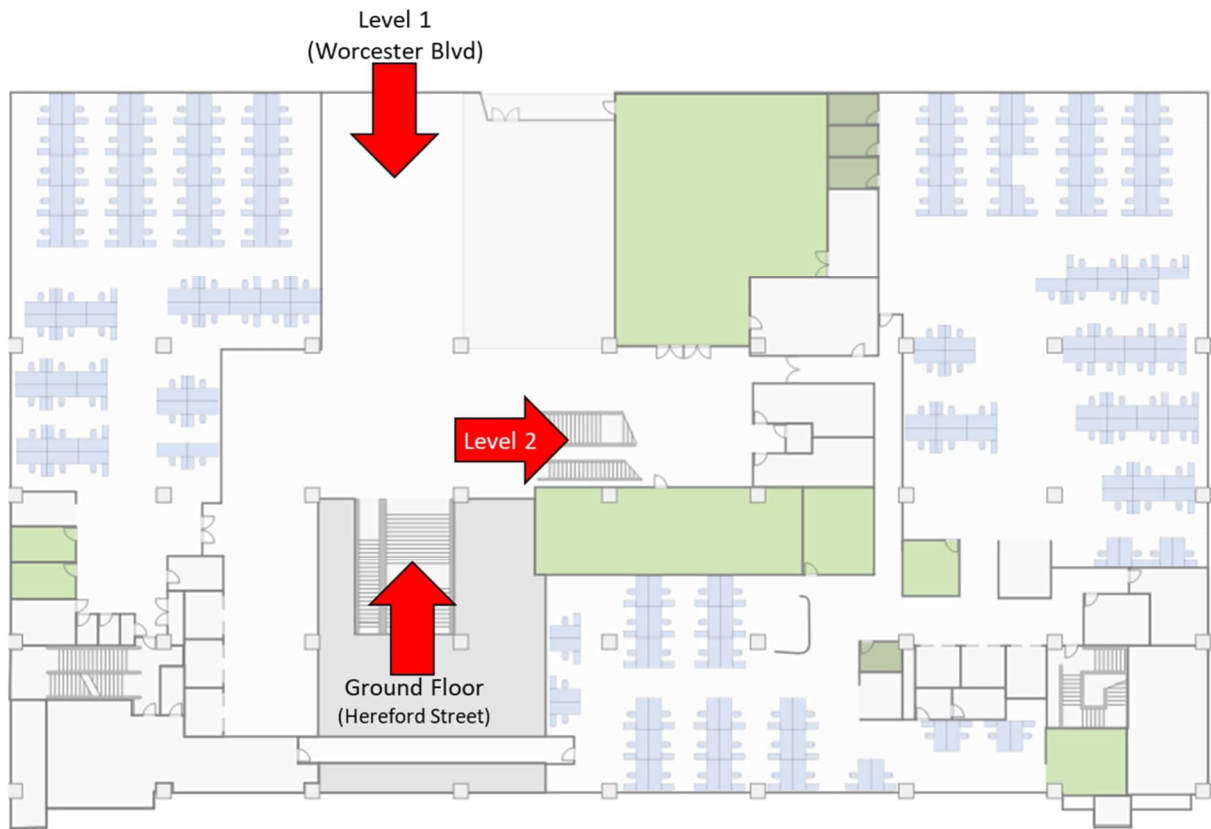 Level 1
(Worcester Blvd)
Level 2
Ground Floor
(Hereford Street)